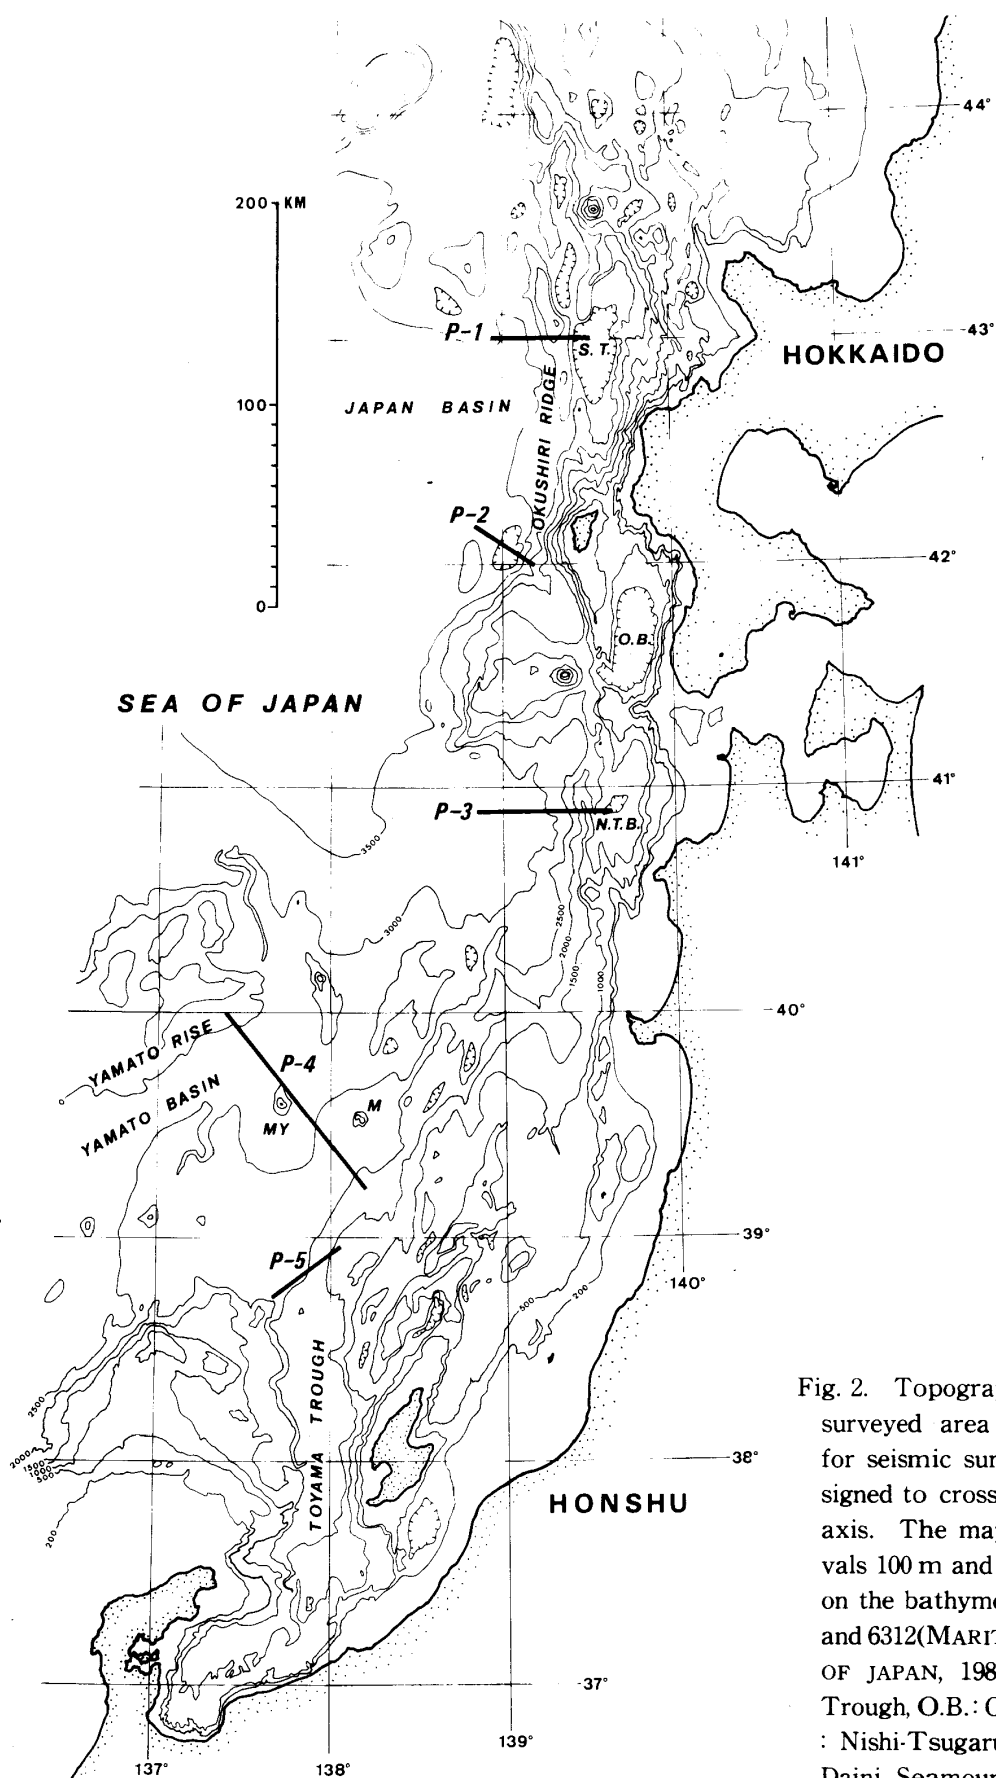 44°
200 KM
P-1
43°
S.T.
HOKKAIDO
OKUSHIRI RIDGE
100
JAPAN BASIN
P-2
42°
0
O.B.
SEA OF JAPAN
41°
P-3
N.T.B.
3500
141°
3000
2500
2000
1500
1000
40°
YAMATO RISE
P-4
YAMATO BASIN
M
MY
39°
P-5
140°
500
200
TOYAMA TROUGH
2500
2000
1500
1000
500
38°
200
HONSHU
37°
139°
138°
137°
Fig. 2. Topogra
surveyed area
for seismic sur
signed to cross
axis. The ma
vals 100 m and
on the bathyme
and 6312(MARIT
OF JAPAN, 198
Trough, O.B.: O
: Nishi-Tsugaru
Daini Seamoun